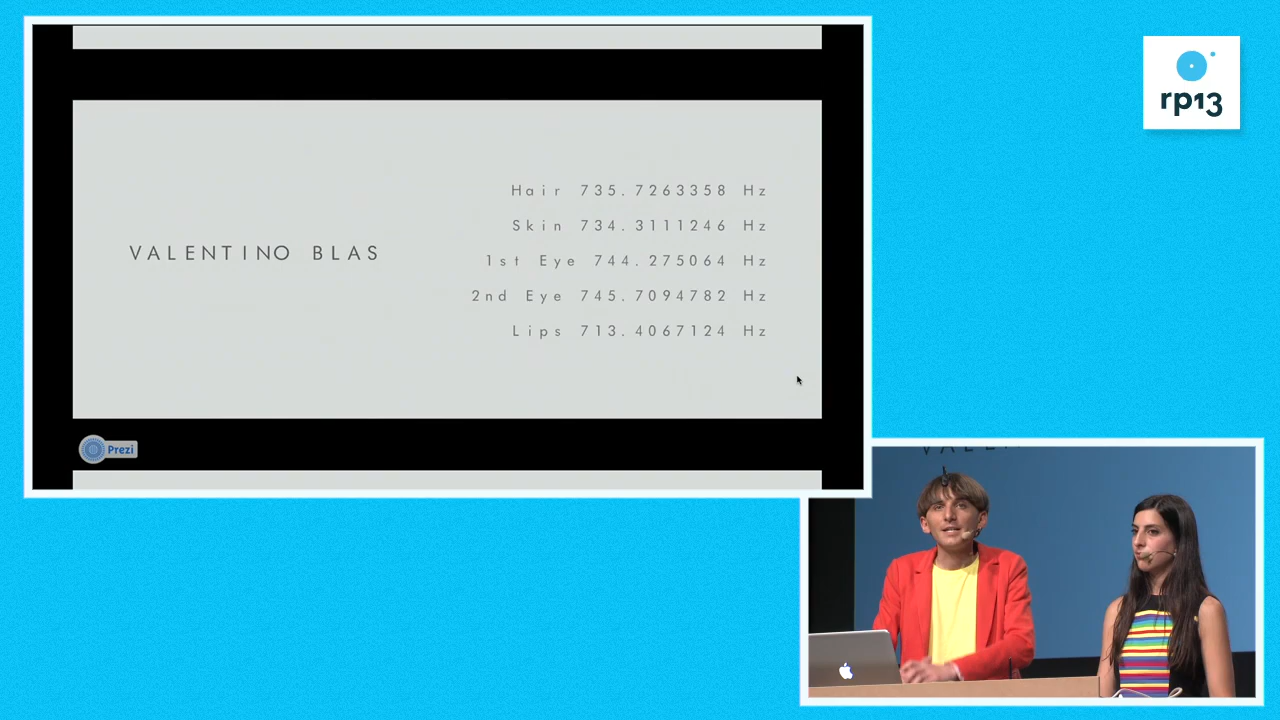 rp13
VALENTINO BLAS
Hair 735.7263358 Hz
Skin 734.3111246 Hz
1st Eye 744.275064 Hz
2nd Eye 745.7094782 Hz
Lips 713.4067124 Hz
Prezi